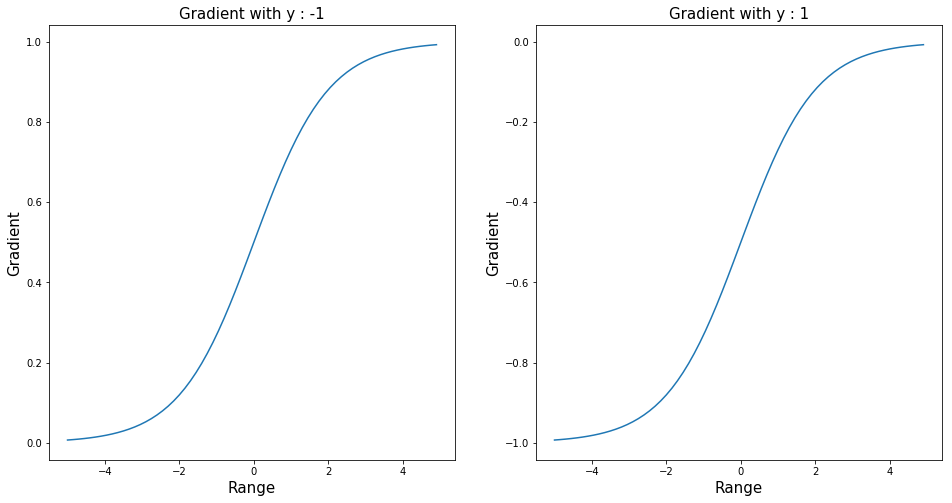 Gradient with y : -1
1.0
0.8
0.6
0.4
0.2
0.0
Gradient
−4 −2 0 2 4
Range
Gradient with y : 1
0.0
−0.2
−0.4
−0.6
−0.8
−1.0
Gradient
−4 −2 0 2 4
Range